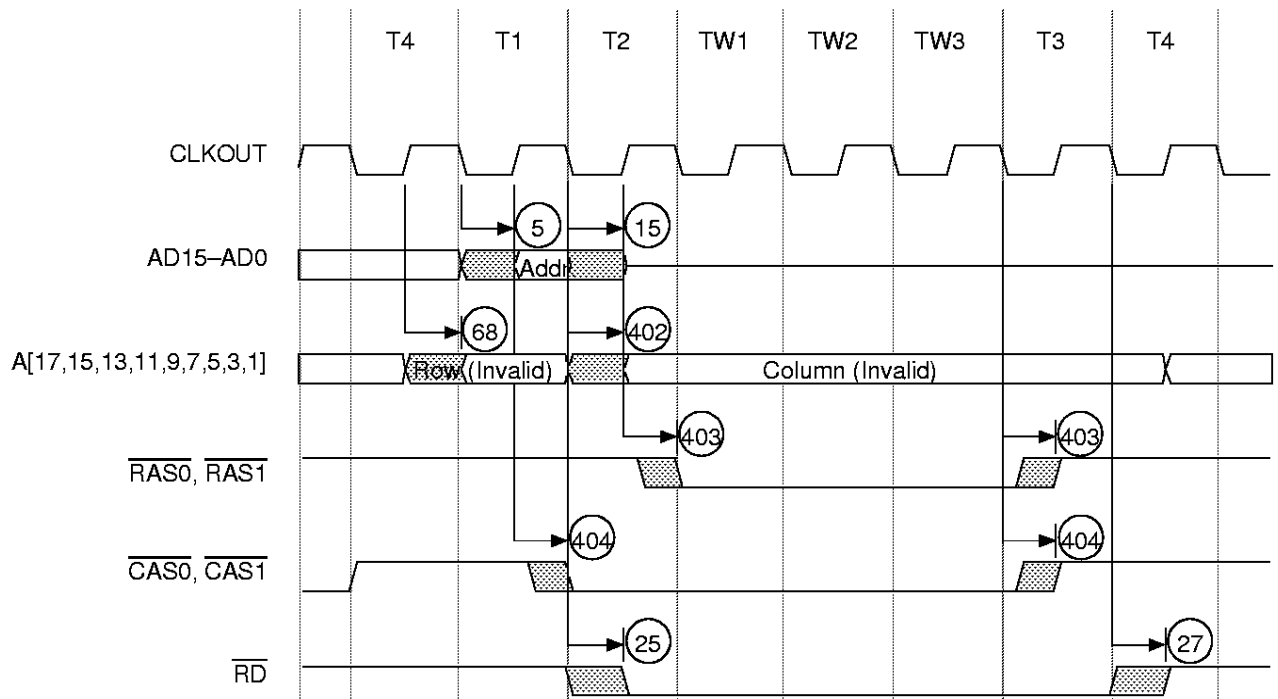 T4 T1 T2 TW1 TW2 TW3 T3 T4
CLKOUT
5 15
AD15–AD0
Addr
68 402
A[17,15,13,11,9,7,5,3,1]
Row (Invalid) Column (Invalid)
403 403
RAS0, RAS1
404 404
CAS0, CAS1
25 27
RD